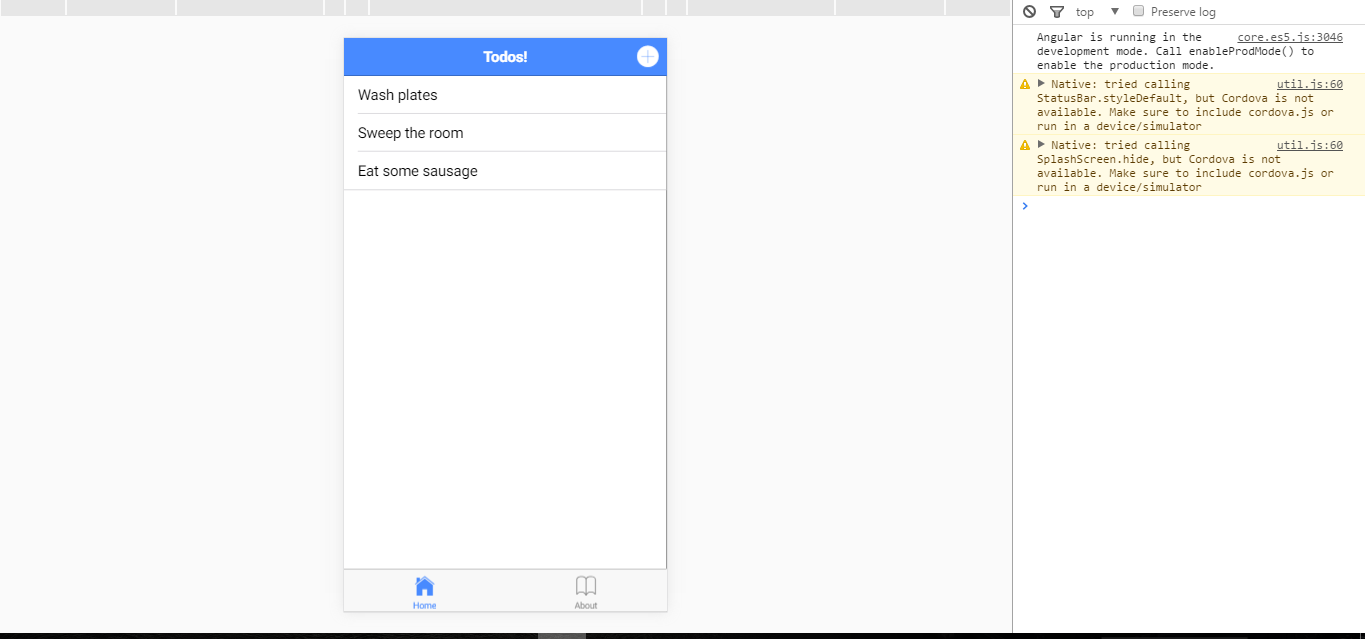 Todos!
Wash plates
Sweep the room
Eat some sausage
Home About
top Preserve log
Angular is running in the core.es5.js:3046
development mode. Call enableProdMode() to
enable the production mode.
Native: tried calling util.js:60
StatusBar.styleDefault, but Cordova is not
available. Make sure to include cordova.js or
run in a device/simulator
Native: tried calling util.js:60
SplashScreen.hide, but Cordova is not
available. Make sure to include cordova.js or
run in a device/simulator